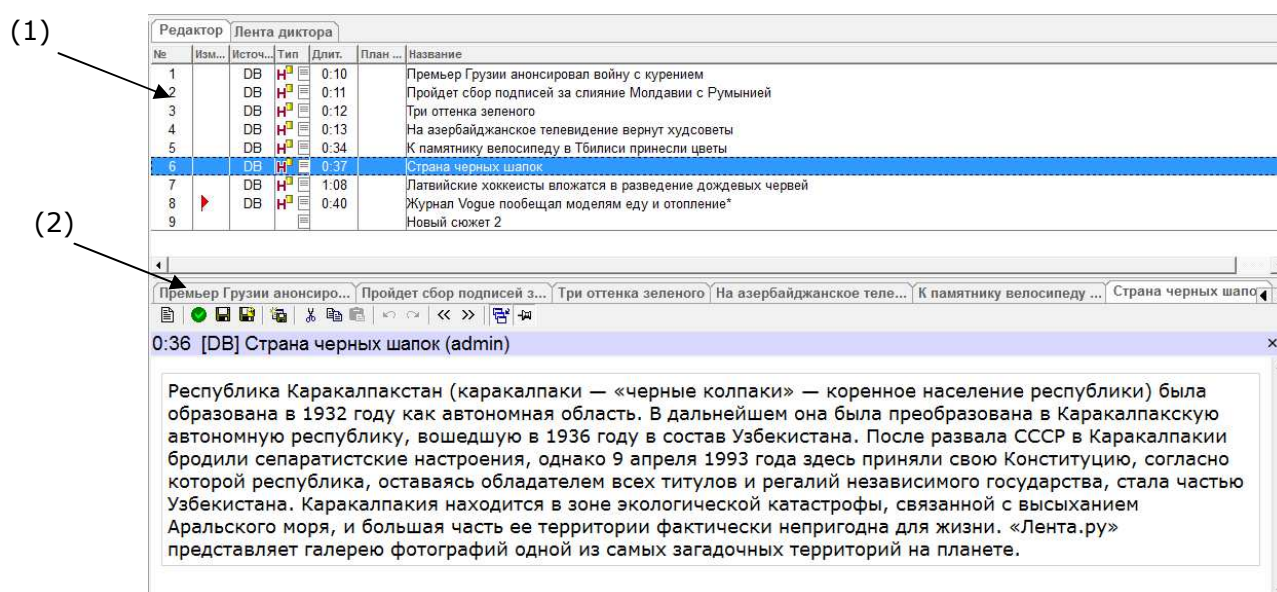 (1)
Редактор Лента диктора
№ Изм... Источ... Тип Длит. План ... Название
1 DB H 0:10 Премьер Грузии анонсировал войну с курением
2 DB H 0:11 Пройдет сбор подписей за слияние Молдавии с Румынией
3 DB H 0:12 Три оттенка зеленого
4 DB H 0:13 На азербайджанское телевидение вернут худсоветы
5 DB H 0:34 К памятнику велосипеду в Тбилиси принесли цветы
6 DB H 0:37 Страна черных шапок
7 DB H 1:08 Латвийские хоккеисты вложатся в разведение дождевых червей
8 DB H 0:40 Журнал Vogue пообещал моделям еду и отопление*
9 Новый сюжет 2
(2)
Премьер Грузии анонсиро... Пройдет сбор подписей з... Три оттенка зеленого На азербайджанское теле... К памятнику велосипеду ... Страна черных шапо
0:36 [DB] Страна черных шапок (admin)
Республика Каракалпакстан (каракалпаки — «черные колпаки» — коренное население республики) была
образована в 1932 году как автономная область. В дальнейшем она была преобразована в Каракалпакскую
автономную республику, вошедшую в 1936 году в состав Узбекистана. После развала СССР в Каракалпакии
бродили сепаратистские настроения, однако 9 апреля 1993 года здесь приняли свою Конституцию, согласно
которой республика, оставаясь обладателем всех титулов и регалий независимого государства, стала частью
Узбекистана. Каракалпакия находится в зоне экологической катастрофы, связанной с высыханием
Аральского моря, и большая часть ее территории фактически непригодна для жизни. «Лента.ру»
представляет галерею фотографий одной из самых загадочных территорий на планете.